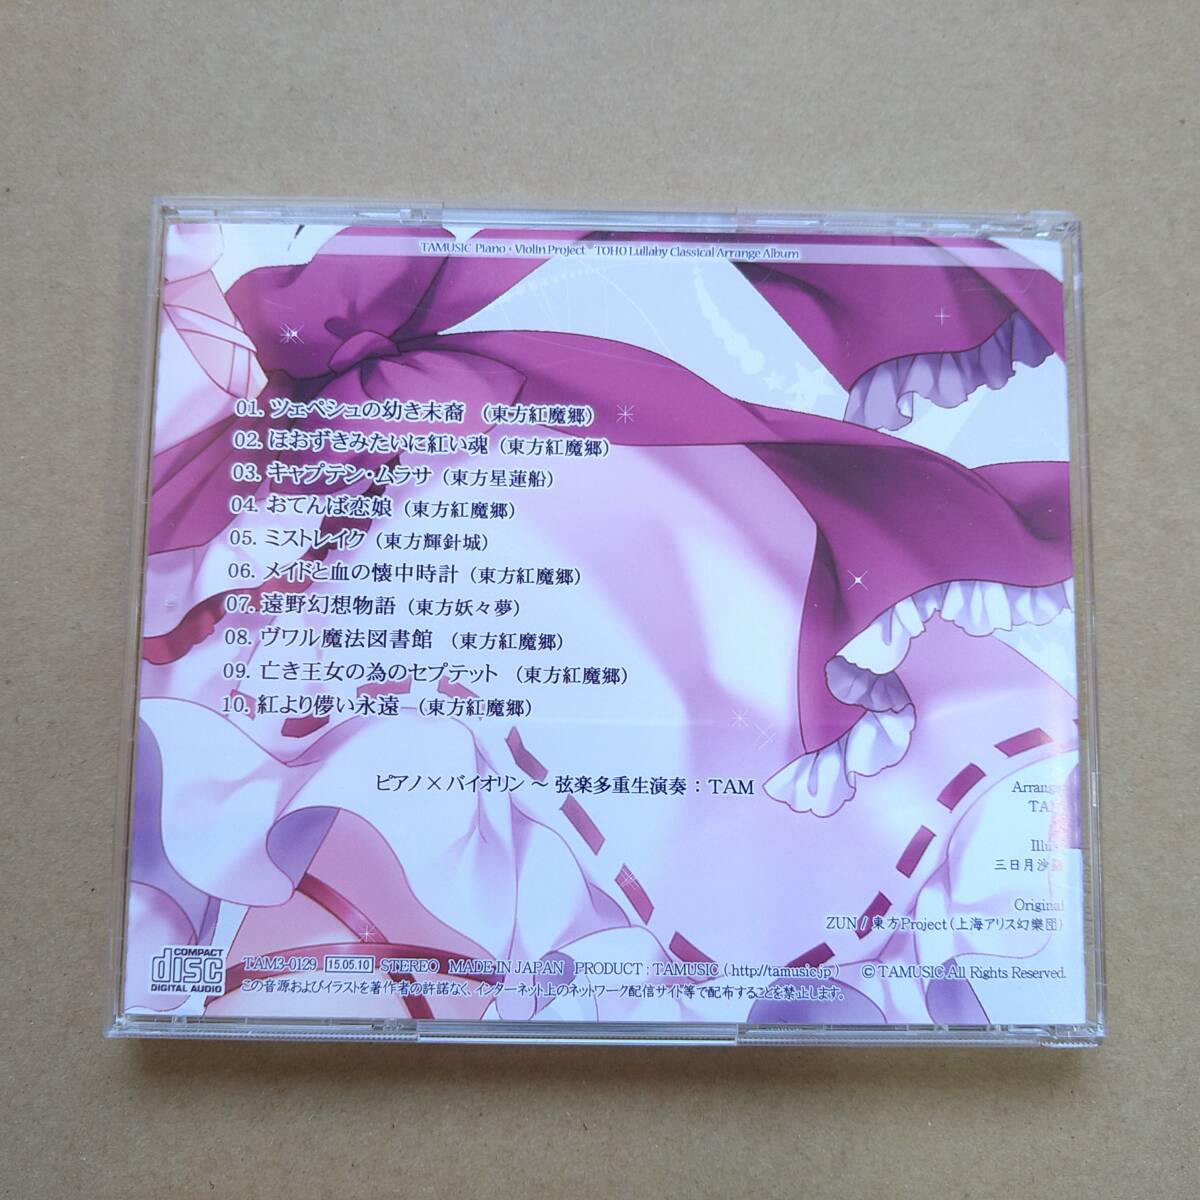 TAMUSIC Piano・Violin Project　TOHO Lullaby Classical Arrange Album
01. ツェペシュの幼き末裔 （東方紅魔郷）
02. ほおずきみたいに紅い魂 （東方紅魔郷）
03. キャプテン・ムラサ （東方星蓮船）
04. おてんば恋娘 （東方紅魔郷）
05. ミストレイク （東方輝針城）
06. メイドと血の懐中時計 （東方紅魔郷）
07. 遠野幻想物語 （東方妖々夢）
08. ヴワル魔法図書館 （東方紅魔郷）
09. 亡き王女の為のセプテット （東方紅魔郷）
10. 紅より儚い永遠 （東方紅魔郷）
ピアノ×バイオリン ～ 弦楽多重生演奏 : TAM
Arrange
TAM
Illus
三日月沙
Original
ZUN / 東方Project (上海アリス幻樂団)
COMPACT
disc
DIGITAL AUDIO
TAM3-0129 15.05.10 STEREO MADE IN JAPAN PRODUCT : TAMUSIC ( http://tamusic.jp ) © TAMUSIC All Rights Reserved.
この音源およびイラストを著作者の許諾なく、インターネット上のネットワーク配信サイト等で配布することを禁止します。